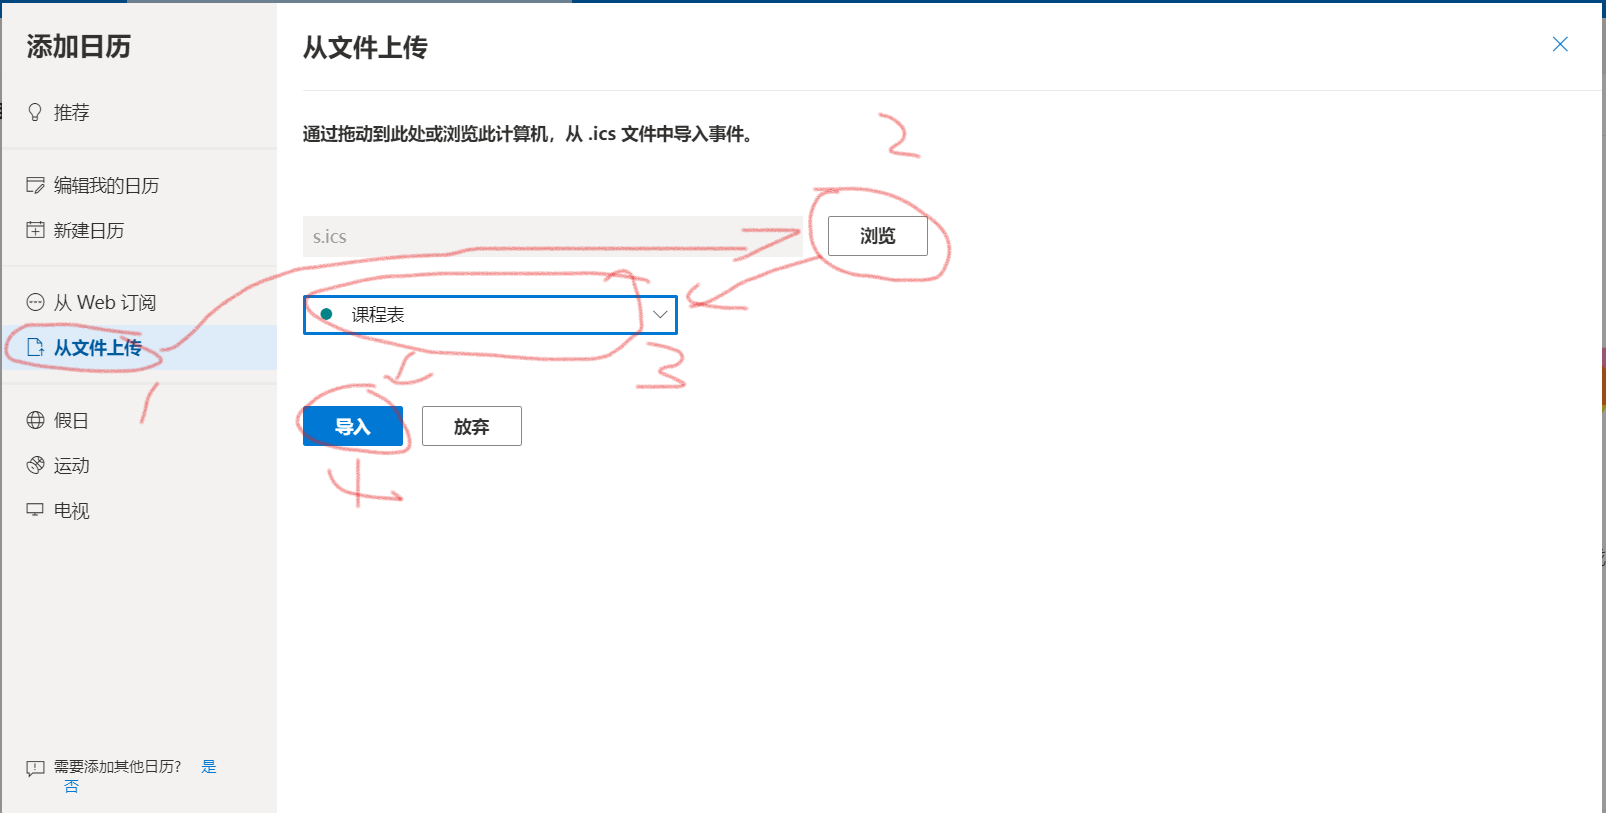 添加日历
推荐
编辑我的日历
新建日历
从 Web 订阅
从文件上传
1
假日
运动
电视
需要添加其他日历? 是
否
从文件上传
通过拖动到此处或浏览此计算机，从 .ics 文件中导入事件。
2
s.ics
浏览
课程表
3
导入
放弃
4